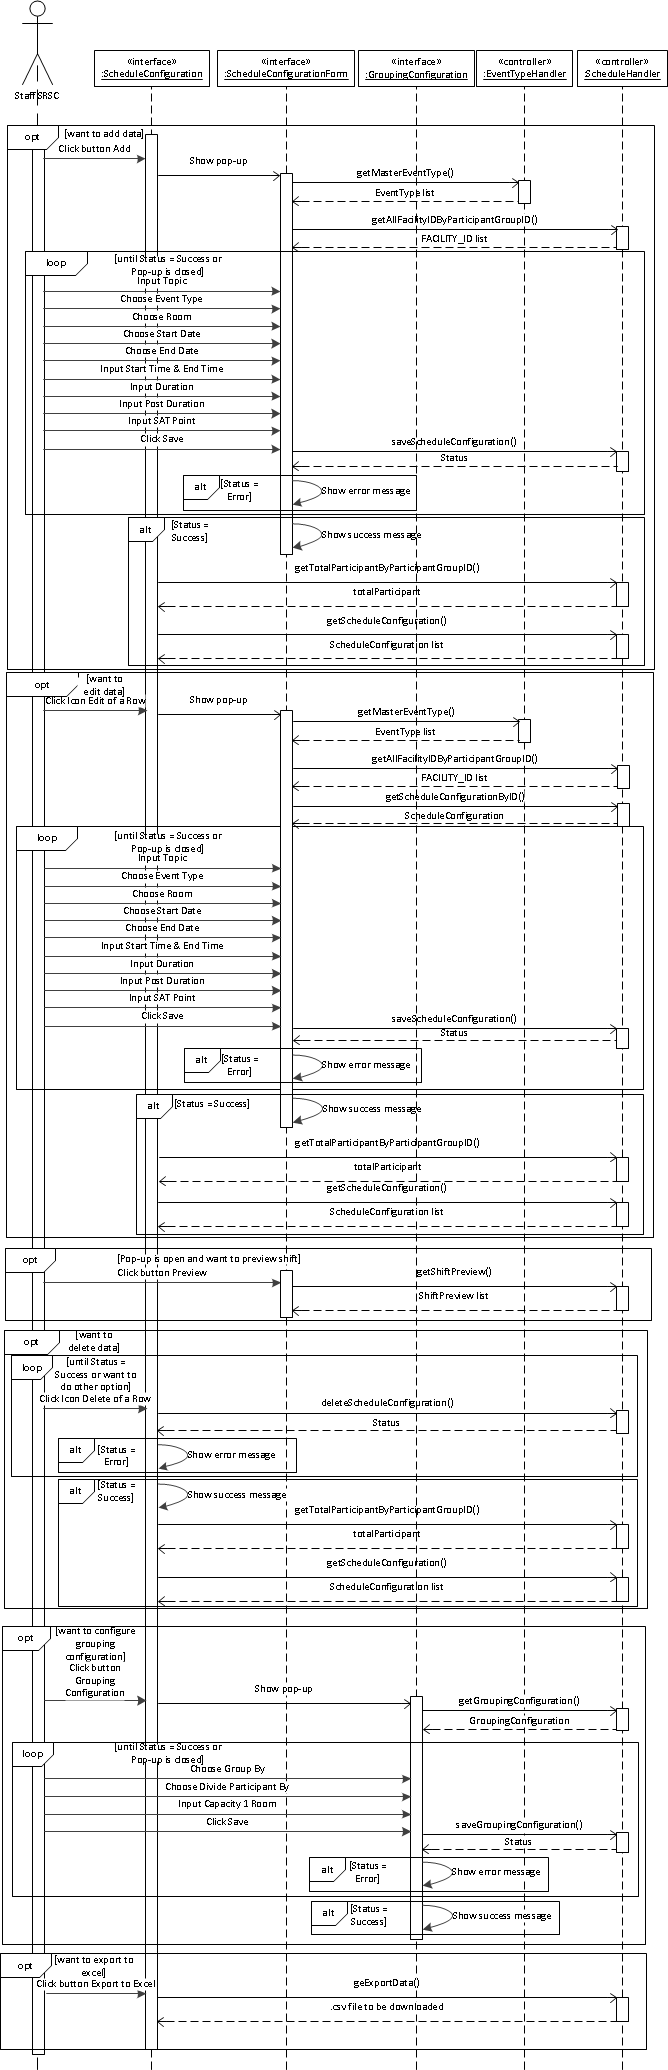 «interface»
:ScheduleConfiguration
«interface»
:ScheduleConfigurationForm
«interface»
:GroupingConfiguration
«controller»
:EventTypeHandler
«controller»
:ScheduleHandler
Staff SRSC
opt
[want to add data]
Click button Add
Show pop-up
getMasterEventType()
EventType list
getAllFacilityIDByParticipantGroupID()
FACILITY_ID list
loop
[until Status = Success or
Pop-up is closed]
Input Topic
Choose Event Type
Choose Room
Choose Start Date
Choose End Date
Input Start Time & End Time
Input Duration
Input Post Duration
Input SAT Point
Click Save
saveScheduleConfiguration()
Status
alt
[Status =
Error]
Show error message
alt
[Status =
Success]
Show success message
getTotalParticipantByParticipantGroupID()
totalParticipant
getScheduleConfiguration()
ScheduleConfiguration list
opt
[want to
edit data]
Click Icon Edit of a Row
Show pop-up
getMasterEventType()
EventType list
getAllFacilityIDByParticipantGroupID()
FACILITY_ID list
getScheduleConfigurationByID()
ScheduleConfiguration
loop
[until Status = Success or
Pop-up is closed]
Input Topic
Choose Event Type
Choose Room
Choose Start Date
Choose End Date
Input Start Time & End Time
Input Duration
Input Post Duration
Input SAT Point
Click Save
saveScheduleConfiguration()
Status
alt
[Status =
Error]
Show error message
alt
[Status = Success]
Show success message
getTotalParticipantByParticipantGroupID()
totalParticipant
getScheduleConfiguration()
ScheduleConfiguration list
opt
[Pop-up is open and want to preview shift]
Click button Preview
getShiftPreview()
ShiftPreview list
opt
[want to
delete data]
loop
[until Status =
Success or want to
do other option]
Click Icon Delete of a Row
deleteScheduleConfiguration()
Status
alt
[Status =
Error]
Show error message
alt
[Status =
Success]
Show success message
getTotalParticipantByParticipantGroupID()
totalParticipant
getScheduleConfiguration()
ScheduleConfiguration list
opt
[want to configure
grouping
configuration]
Click button
Grouping
Configuration
Show pop-up
getGroupingConfiguration()
GroupingConfiguration
loop
[until Status = Success or
Pop-up is closed]
Choose Group By
Choose Divide Participant By
Input Capacity 1 Room
Click Save
saveGroupingConfiguration()
Status
alt
[Status =
Error]
Show error message
alt
[Status =
Success]
Show success message
opt
[want to export to
excel]
Click button Export to Excel
geExportData()
.csv file to be downloaded